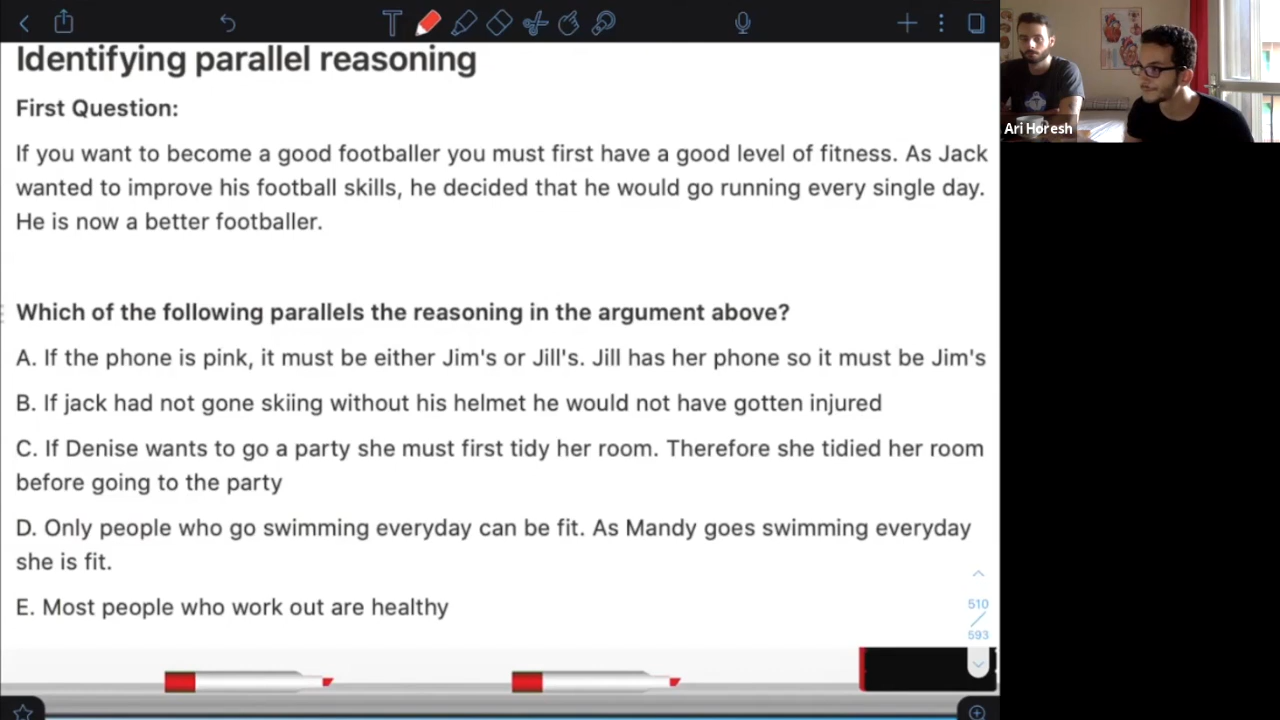 Identifying parallel reasoning
Ari Horesh
First Question:
If you want to become a good footballer you must first have a good level of fitness. As Jack
wanted to improve his football skills, he decided that he would go running every single day.
He is now a better footballer.
Which of the following parallels the reasoning in the argument above?
A. If the phone is pink, it must be either Jim's or Jill's. Jill has her phone so it must be Jim's
B. If jack had not gone skiing without his helmet he would not have gotten injured
C. If Denise wants to go a party she must first tidy her room. Therefore she tidied her room
before going to the party
D. Only people who go swimming everyday can be fit. As Mandy goes swimming everyday
she is fit.
E. Most people who work out are healthy
510
593